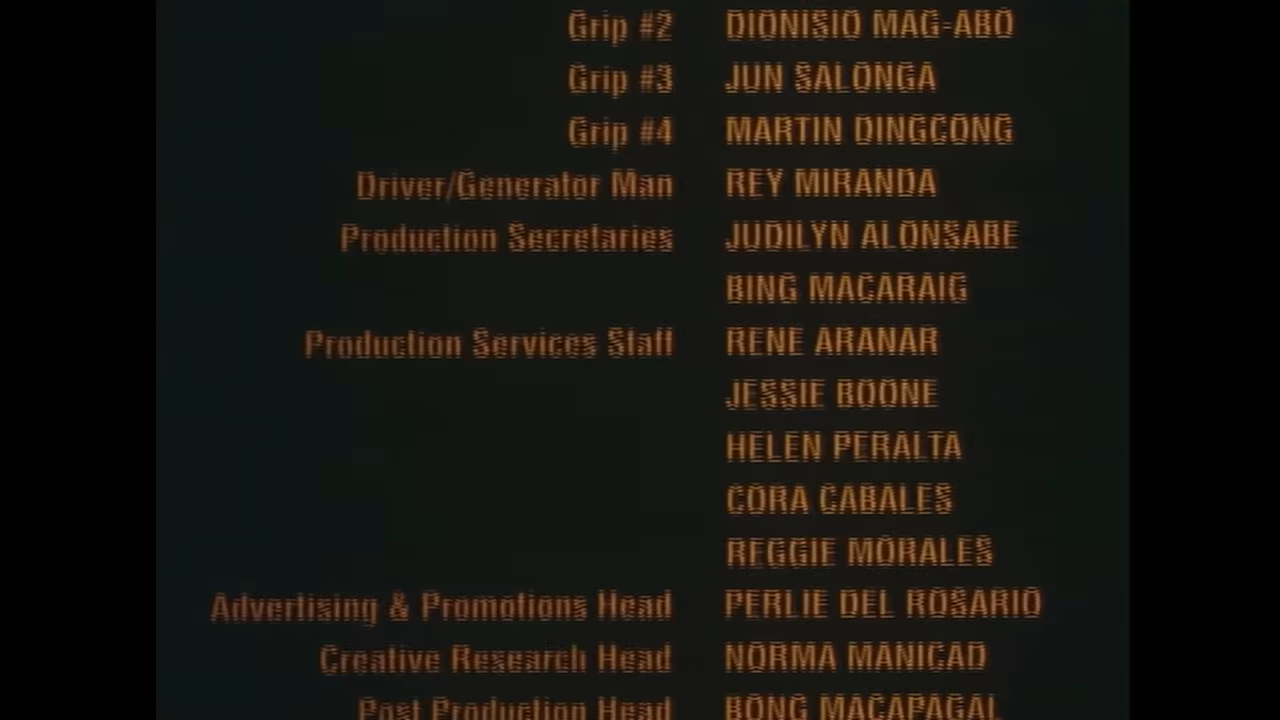 Grip #2 DIONISIO MAG-ABO
Grip #3 JUN SALONGA
Grip #4 MARTIN DINGCONG
Driver/Generator Man REY MIRANDA
Production Secretaries JUDILYN ALONSABE
BING MACARAIG
Production Services Staff RENE ARANAR
JESSIE BOONE
HELEN PERALTA
CORA CABALES
REGGIE MORALES
Advertising & Promotions Head PERLIE DEL ROSARIO
Creative Research Head NORMA MANICAD
Post Production Head BONG MACAPAGAL